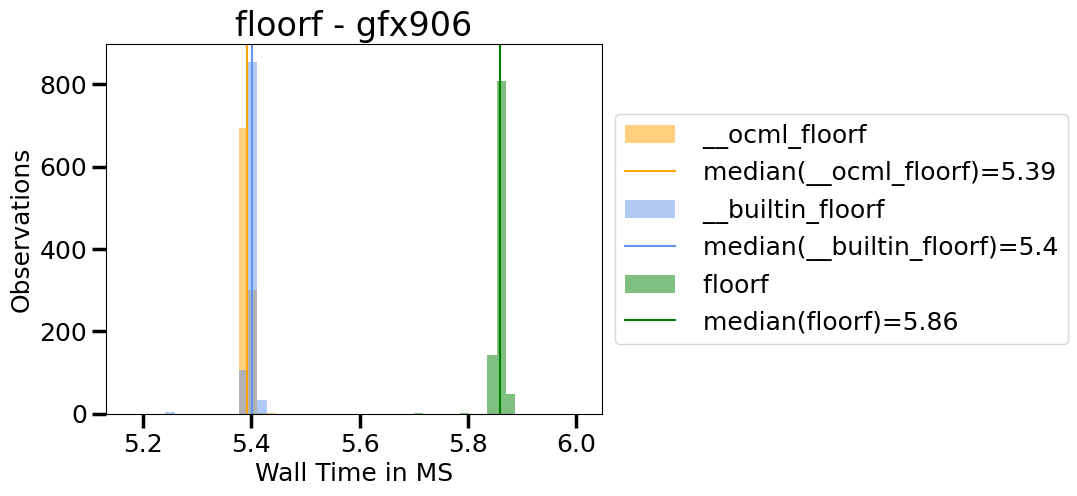 floorf - gfx906
800
600
400
200
0
Observations
5.2 5.4 5.6 5.8 6.0
Wall Time in MS
__ocml_floorf
median(__ocml_floorf)=5.39
__builtin_floorf
median(__builtin_floorf)=5.4
floorf
median(floorf)=5.86